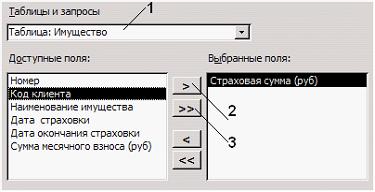 Таблицы и запросы
1
Таблица: Имущество
Доступные поля:
Выбранные поля:
Номер
Код клиента
Наименование имущества
Дата страховки
Дата окончания страховки
Сумма месячного взноса (руб)
>
>>
<
<<
Страховая сумма (руб)
2
3